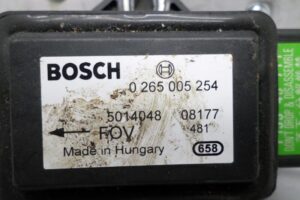 BOSCH
0 265 005 254
5014048 08177
FOV 481
Made in Hungary 658
DON'T DROP & DISASSEMBLE